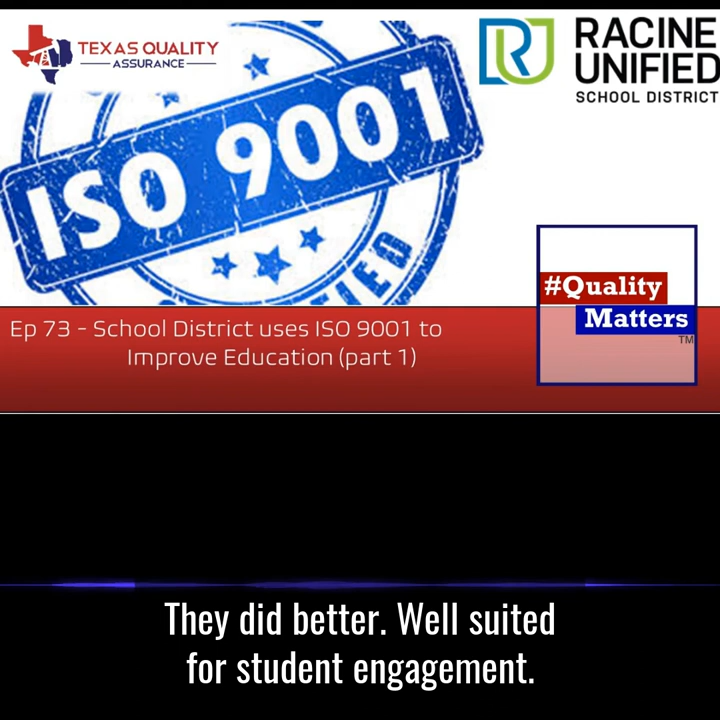 TEXAS QUALITY
ASSURANCE
RACINE
UNIFIED
SCHOOL DISTRICT
ISO 9001
#Quality
Matters
TM
Ep 73 - School District uses ISO 9001 to
Improve Education (part 1)
They did better. Well suited
for student engagement.